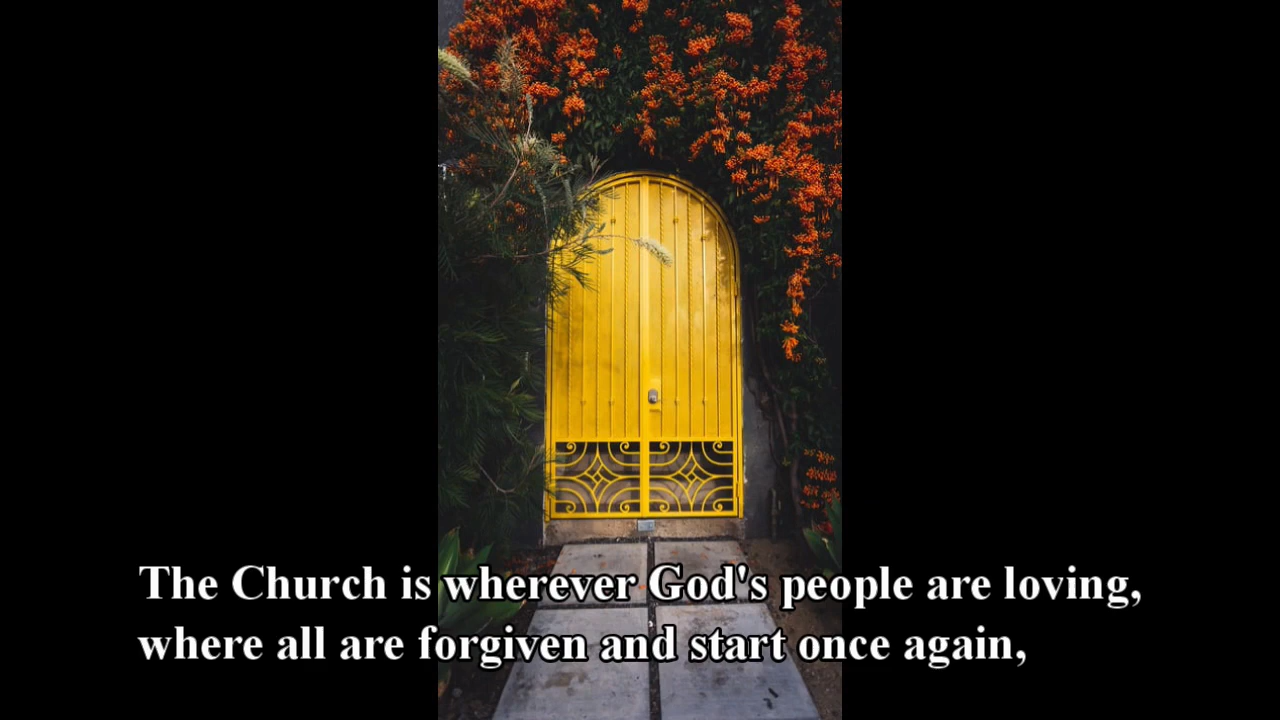 The Church is wherever God's people are loving,
where all are forgiven and start once again,